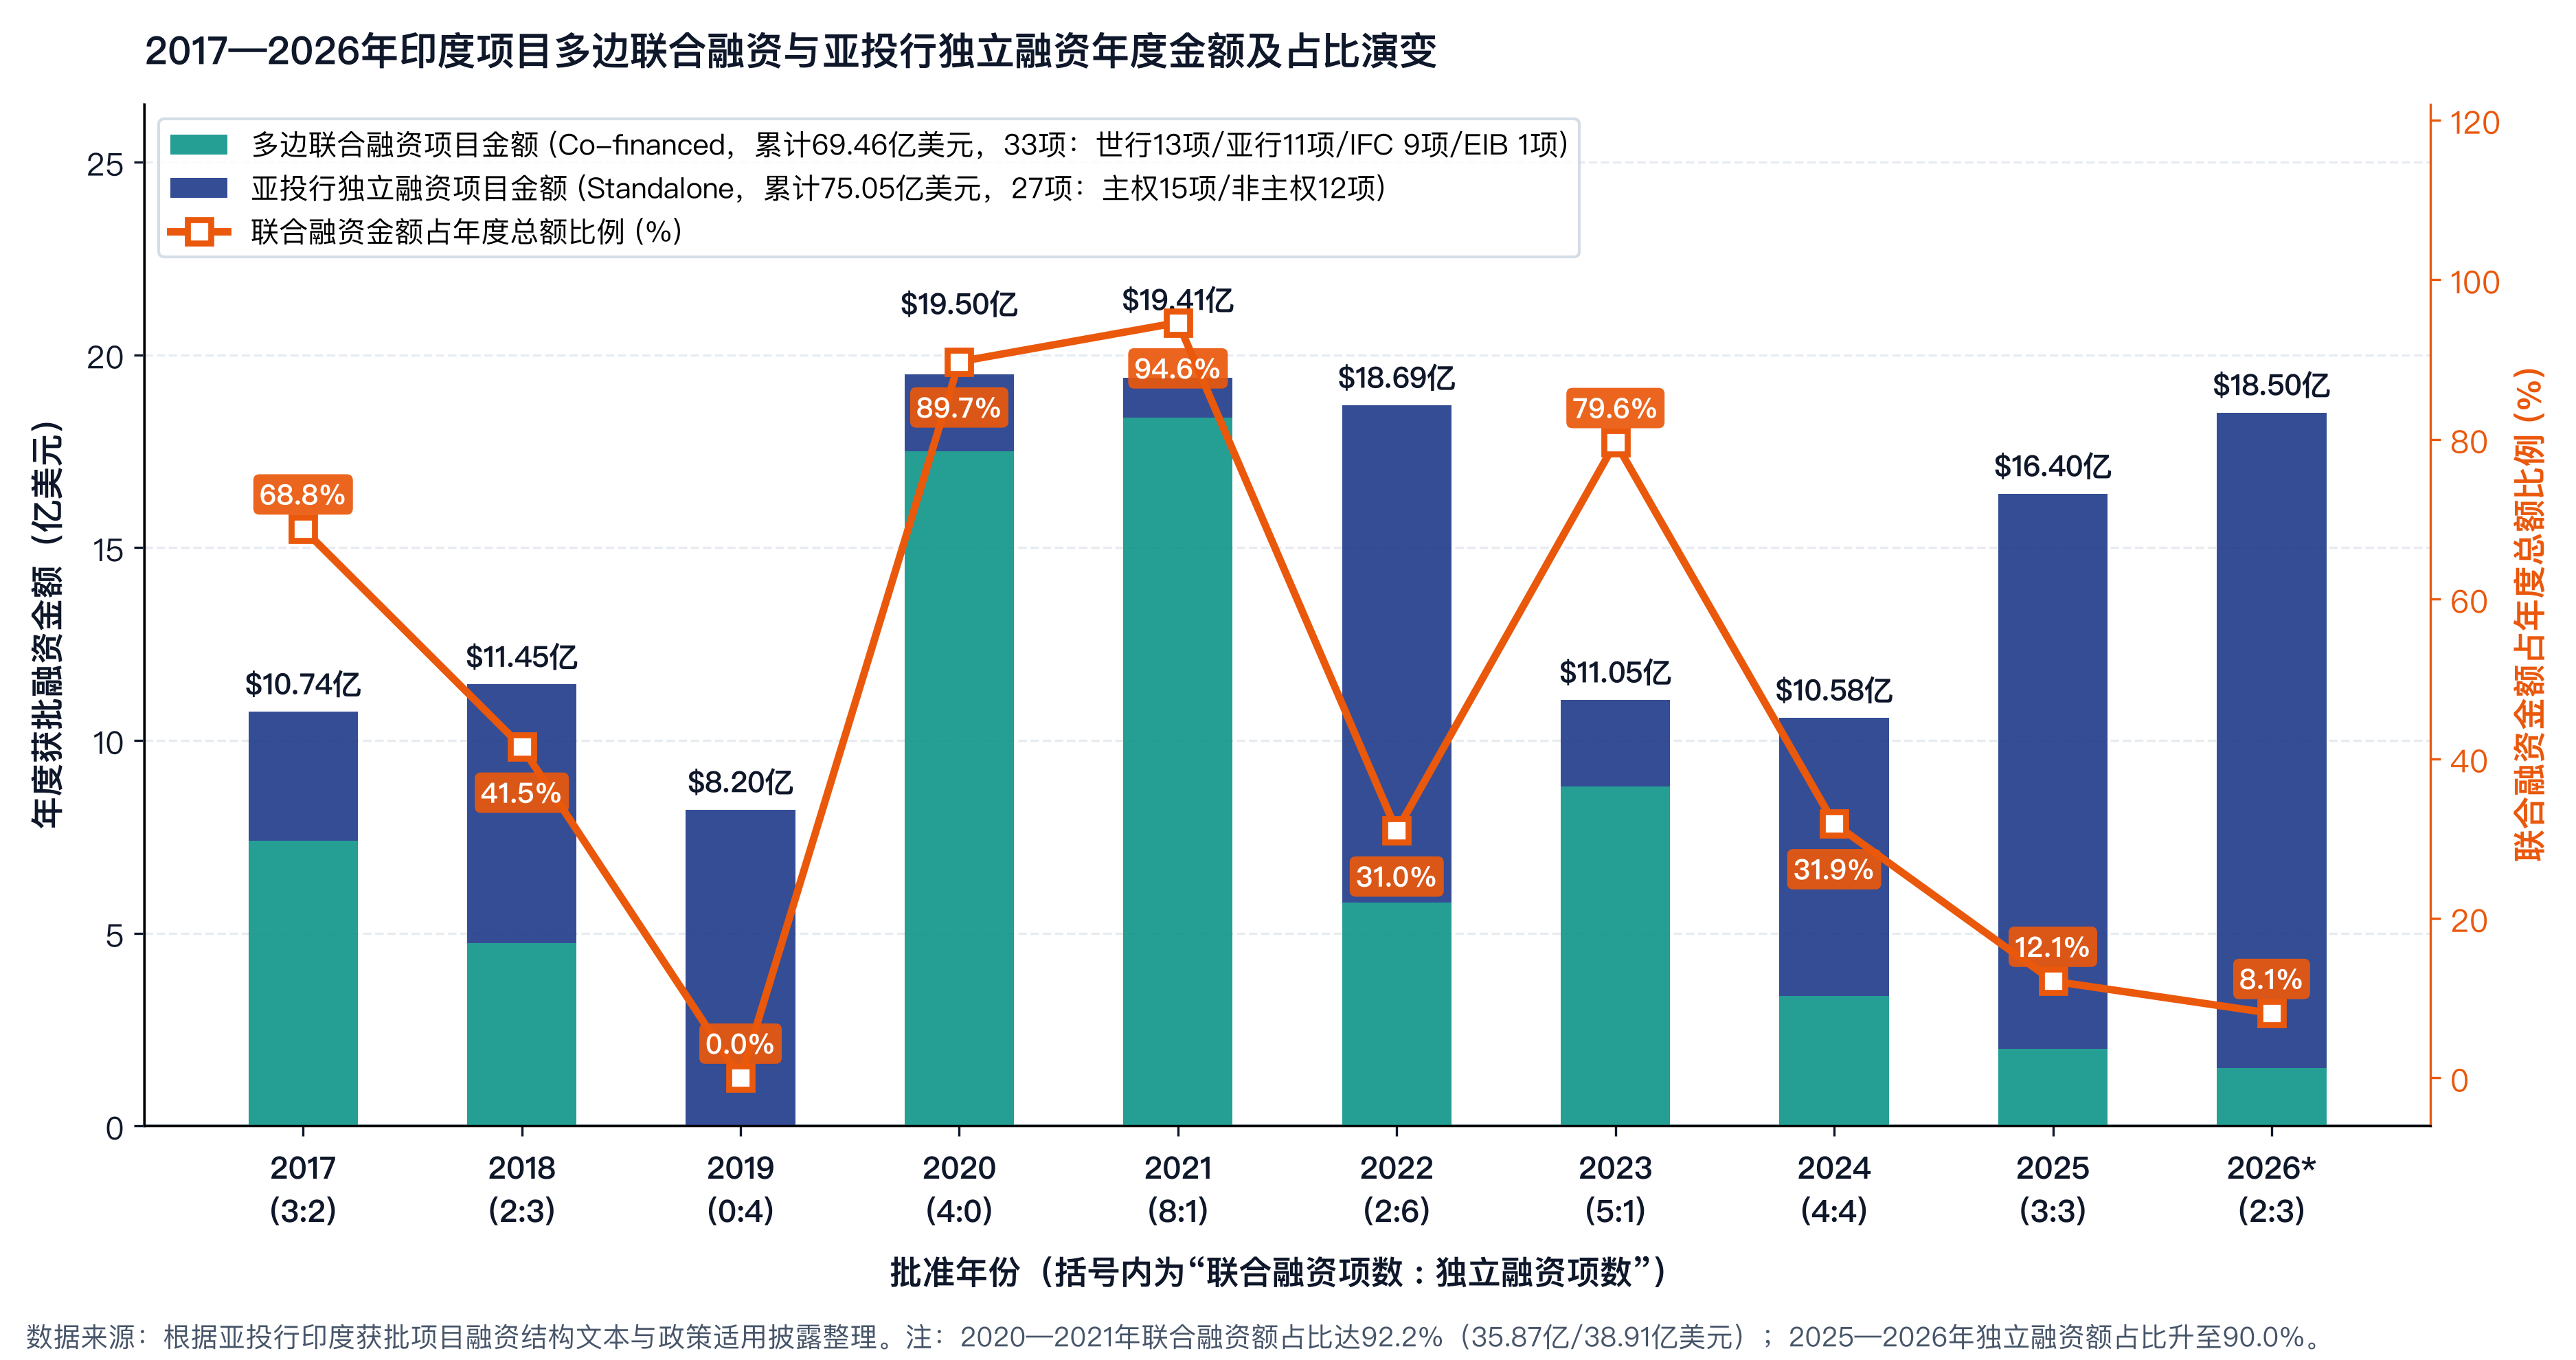 2017—2026年印度项目多边联合融资与亚投行独立融资年度金额及占比演变
多边联合融资项目金额 (Co-financed，累计69.46亿美元，33项：世行13项/亚行11项/IFC 9项/EIB 1项)
亚投行独立融资项目金额 (Standalone，累计75.05亿美元，27项：主权15项/非主权12项)
联合融资金额占年度总额比例 (%)
年度获批融资金额（亿美元）
25
20
15
10
5
0
联合融资金额占年度总额比例 (%)
120
100
80
60
40
20
0
$10.74亿
$11.45亿
$8.20亿
$19.50亿
$19.41亿
$18.69亿
$11.05亿
$10.58亿
$16.40亿
$18.50亿
68.8%
41.5%
0.0%
89.7%
94.6%
31.0%
79.6%
31.9%
12.1%
8.1%
2017
(3:2)
2018
(2:3)
2019
(0:4)
2020
(4:0)
2021
(8:1)
2022
(2:6)
2023
(5:1)
2024
(4:4)
2025
(3:3)
2026*
(2:3)
批准年份（括号内为“联合融资项数：独立融资项数”）
数据来源：根据亚投行印度获批项目融资结构文本与政策适用披露整理。注：2020—2021年联合融资额占比达92.2%（35.87亿/38.91亿美元）；2025—2026年独立融资额占比升至90.0%。